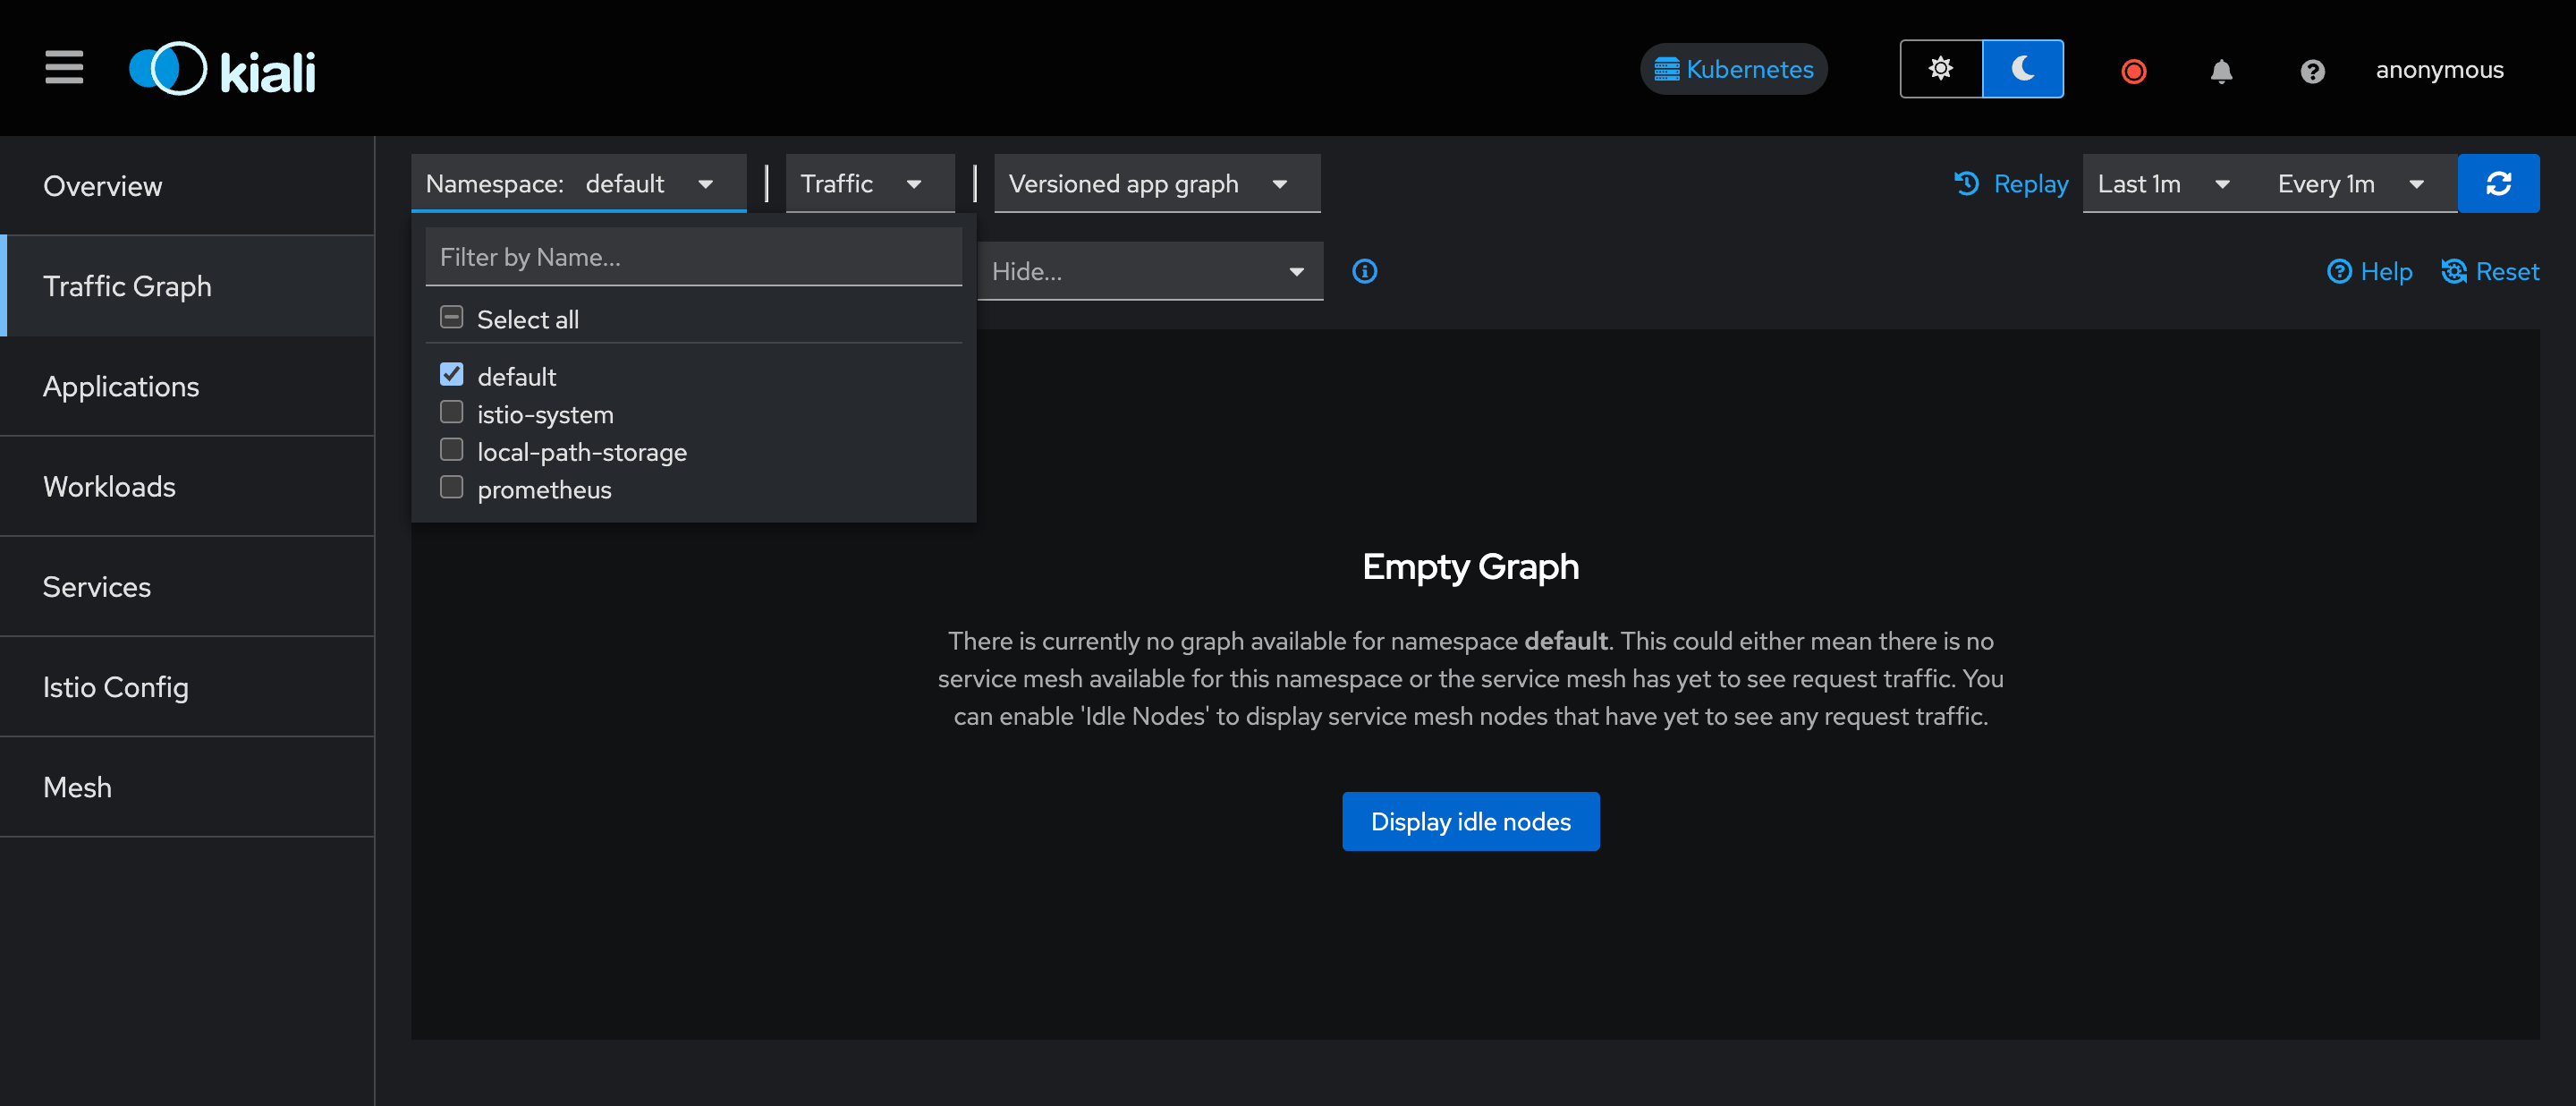 kiali
Kubernetes
anonymous
Overview
Traffic Graph
Applications
Workloads
Services
Istio Config
Mesh
Namespace: default
Traffic
Versioned app graph
Replay
Last 1m
Every 1m
Filter by Name...
Hide...
Help
Reset
Select all
default
istio-system
local-path-storage
prometheus
Empty Graph
There is currently no graph available for namespace default. This could either mean there is no
service mesh available for this namespace or the service mesh has yet to see request traffic. You
can enable 'Idle Nodes' to display service mesh nodes that have yet to see any request traffic.
Display idle nodes